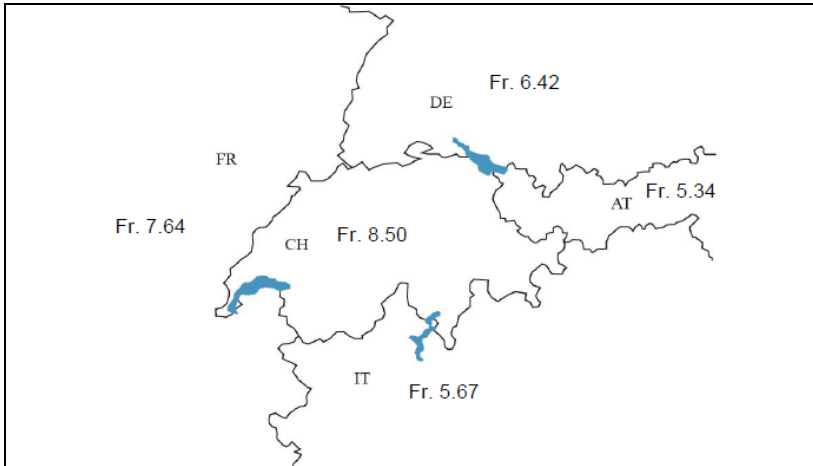 Fr. 6.42
DE
FR
Fr. 5.34
AT
Fr. 7.64
CH
Fr. 8.50
IT
Fr. 5.67